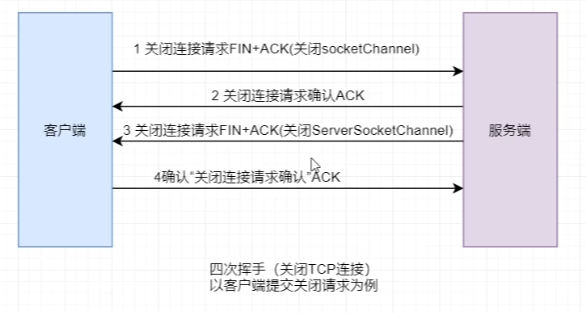 1 关闭连接请求FIN+ACK(关闭socketChannel)
2 关闭连接请求确认ACK
客户端
3 关闭连接请求FIN+ACK(关闭ServerSocketChannel)
服务端
4确认“关闭连接请求确认”ACK
四次挥手（关闭TCP连接）
以客户端提交关闭请求为例